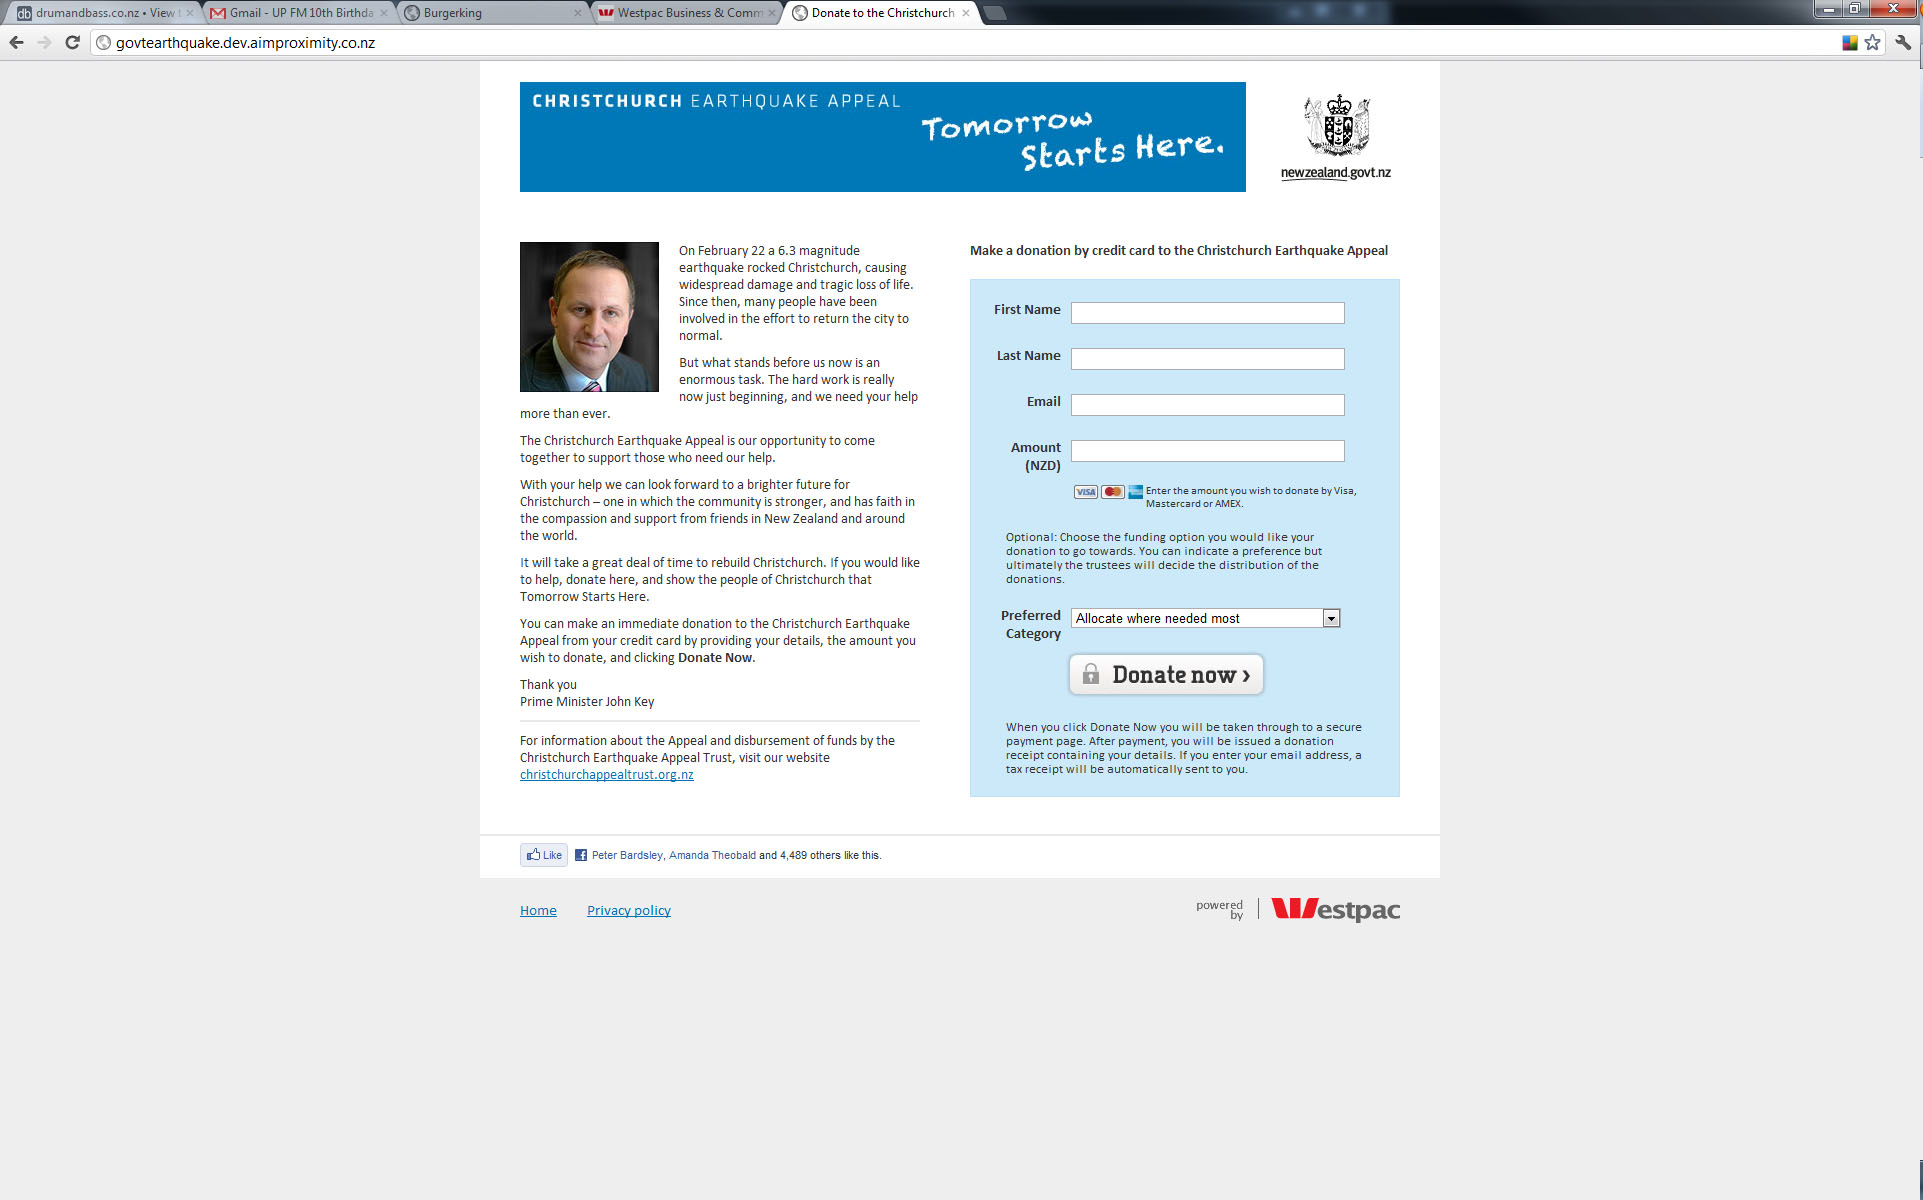 drumandbass.co.nz • View t
Gmail - UP FM 10th Birthda
Burgerking
Westpac Business & Comm
Donate to the Christchurch
govtearthquake.dev.aimproximity.co.nz
CHRISTCHURCH EARTHQUAKE APPEAL
Tomorrow
Starts Here.
newzealand.govt.nz
On February 22 a 6.3 magnitude
earthquake rocked Christchurch, causing
widespread damage and tragic loss of life.
Since then, many people have been
involved in the effort to return the city to
normal.
But what stands before us now is an
enormous task. The hard work is really
now just beginning, and we need your help
more than ever.
The Christchurch Earthquake Appeal is our opportunity to come
together to support those who need our help.
With your help we can look forward to a brighter future for
Christchurch – one in which the community is stronger, and has faith in
the compassion and support from friends in New Zealand and around
the world.
It will take a great deal of time to rebuild Christchurch. If you would like
to help, donate here, and show the people of Christchurch that
Tomorrow Starts Here.
You can make an immediate donation to the Christchurch Earthquake
Appeal from your credit card by providing your details, the amount you
wish to donate, and clicking Donate Now.
Thank you
Prime Minister John Key
For information about the Appeal and disbursement of funds by the
Christchurch Earthquake Appeal Trust, visit our website
christchurchappealtrust.org.nz
Make a donation by credit card to the Christchurch Earthquake Appeal
First Name
Last Name
Email
Amount
(NZD)
VISA
Enter the amount you wish to donate by Visa,
Mastercard or AMEX.
Optional: Choose the funding option you would like your
donation to go towards. You can indicate a preference but
ultimately the trustees will decide the distribution of the
donations.
Preferred
Category
Allocate where needed most
Donate now ›
When you click Donate Now you will be taken through to a secure
payment page. After payment, you will be issued a donation
receipt containing your details. If you enter your email address, a
tax receipt will be automatically sent to you.
Like
Peter Bardsley, Amanda Theobald and 4,489 others like this.
Home
Privacy policy
powered
by
Westpac